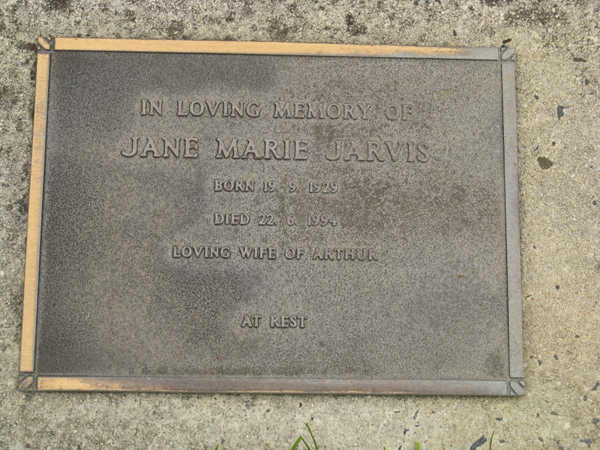 IN LOVING MEMORY OF
JANE MARIE JARVIS
BORN 19. 9. 1929
DIED 22. 6. 1994
LOVING WIFE OF ARTHUR
AT REST